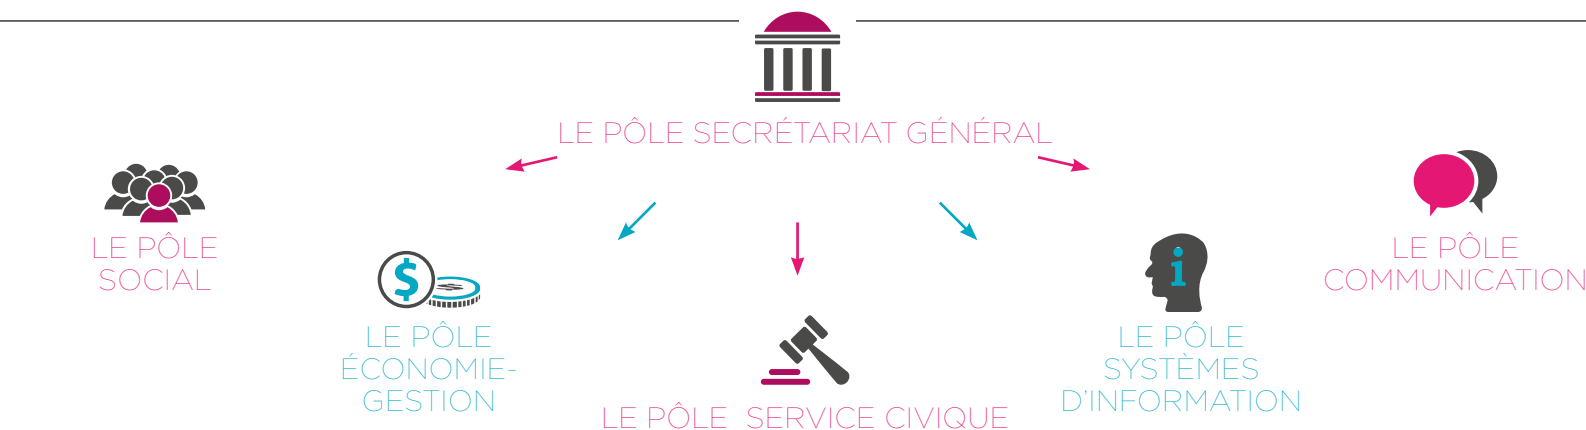 LE PÔLE SECRÉTARIAT GÉNÉRAL
LE PÔLE
SOCIAL
$
LE PÔLE
ÉCONOMIE-
GESTION
LE PÔLE  SERVICE CIVIQUE
i
LE PÔLE
SYSTÈMES
D'INFORMATION
LE PÔLE
COMMUNICATION